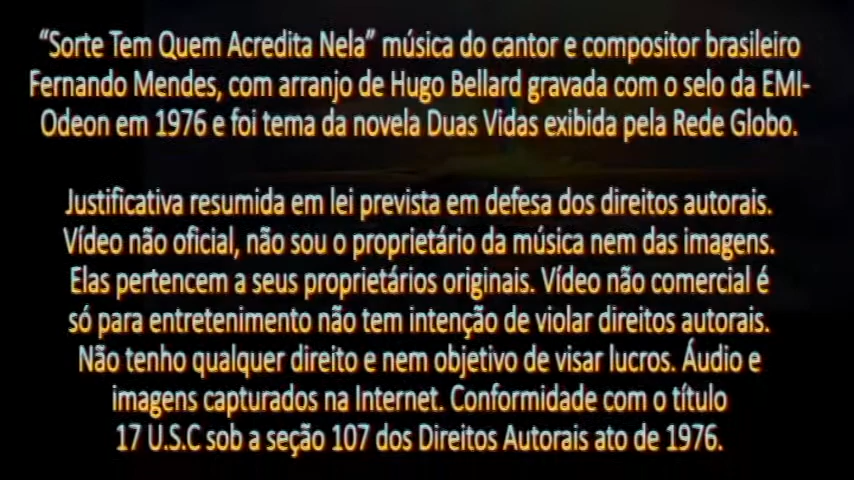 “Sorte Tem Quem Acredita Nela” música do cantor e compositor brasileiro
Fernando Mendes, com arranjo de Hugo Bellard gravada com o selo da EMI-
Odeon em 1976 e foi tema da novela Duas Vidas exibida pela Rede Globo.
Justificativa resumida em lei prevista em defesa dos direitos autorais.
Vídeo não oficial, não sou o proprietário da música nem das imagens.
Elas pertencem a seus proprietários originais. Vídeo não comercial é
só para entretenimento não tem intenção de violar direitos autorais.
Não tenho qualquer direito e nem objetivo de visar lucros. Áudio e
imagens capturados na Internet. Conformidade com o título
17 U.S.C sob a seção 107 dos Direitos Autorais ato de 1976.